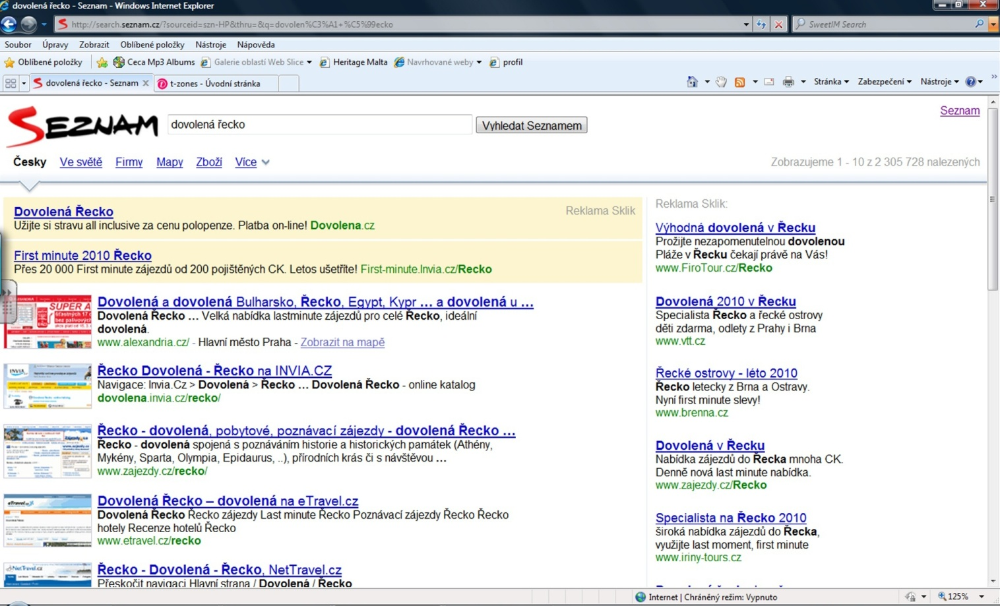 dovolená řecko - Seznam - Windows Internet Explorer
http://search.seznam.cz/?sourceid=szn-HP&thru=&q=dovolen%C3%A1+%C5%99ecko
SweetIM Search
Soubor Úpravy Zobrazit Oblíbené položky Nástroje Nápověda
Oblíbené položky Ceca Mp3 Albums Galerie oblastí Web Slice Heritage Malta Navrhované weby profil
dovolená řecko - Seznam t-zones - Úvodní stránka Stránka Zabezpečení Nástroje
Seznam
SEZNAM dovolená řecko Vyhledat Seznamem
Česky Ve světě Firmy Mapy Zboží Více Zobrazujeme 1 - 10 z 2 305 728 nalezených
Dovolená Řecko Reklama Sklik
Užijte si stravu all inclusive za cenu polopenze. Platba on-line! Dovolena.cz
First minute 2010 Řecko
Přes 20 000 First minute zájezdů od 200 pojištěných CK. Letos ušetříte! First-minute.Invia.cz/Recko
Dovolená a dovolená Bulharsko, Řecko, Egypt, Kypr ... a dovolená u ...
Dovolená Řecko ... Velká nabídka lastminute zájezdů pro celé Řecko, ideální
dovolená.
www.alexandria.cz/ - Hlavní město Praha - Zobrazit na mapě
SUPER A
Řecko Dovolená - Řecko na INVIA.CZ
Navigace: Invia.Cz > Dovolená > Řecko ... Dovolená Řecko - online katalog
dovolena.invia.cz/recko/
INVIA
Řecko - dovolená, pobytové, poznávací zájezdy - dovolená Řecko ...
Řecko - dovolená spojená s poznáváním historie a historických památek (Athény,
Mykény, Sparta, Olympia, Epidaurus, ..), přírodních krás či s návštěvou ...
www.zajezdy.cz/recko/
Dovolená Řecko – dovolená na eTravel.cz
Dovolená Řecko Řecko zájezdy Last minute Řecko Poznávací zájezdy Řecko Řecko
hotely Recenze hotelů Řecko
www.etravel.cz/recko
eTravel.cz
Řecko - Dovolená - Řecko, NetTravel.cz
Přeskočit navigaci Hlavní strana / Dovolená / Řecko
NetTravel.cz
Reklama Sklik:
Výhodná dovolená v Řecku
Prožijte nezapomenutelnou dovolenou
Pláže v Řecku čekají právě na Vás!
www.FiroTour.cz/Recko
Dovolená 2010 v Řecku
Specialista Řecko a řecké ostrovy
děti zdarma, odlety z Prahy i Brna
www.vtt.cz
Řecké ostrovy - léto 2010
Řecko letecky z Brna a Ostravy.
Nyní first minute slevy!
www.brenna.cz
Dovolená v Řecku
Nabídka zájezdů do Řecka mnoha CK.
Denně nová last minute nabídka.
www.zajezdy.cz/Recko
Specialista na Řecko 2010
široká nabídka zájezdů do Řecka,
využijte last moment, first minute
www.iriny-tours.cz
Internet | Chráněný režim: Vypnuto 125%